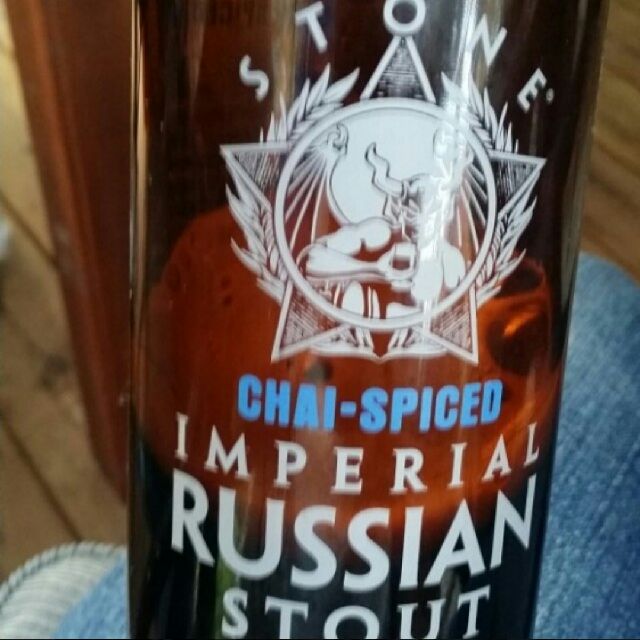 STONE
CHAI-SPICED
IMPERIAL
RUSSIAN
STOUT